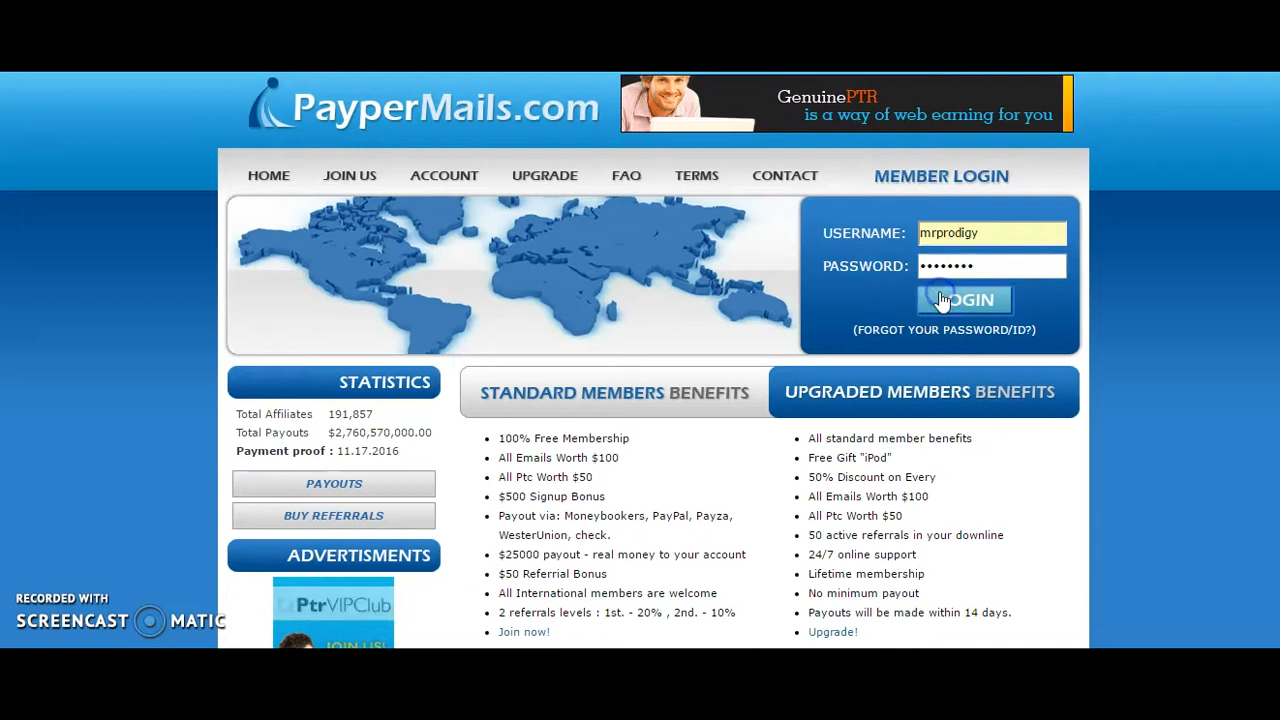 PayperMails.com
GenuinePTR
is a way of web earning for you
HOME JOIN US ACCOUNT UPGRADE FAQ TERMS CONTACT MEMBER LOGIN
USERNAME: mrprodigy
PASSWORD: ••••••••
LOGIN
(FORGOT YOUR PASSWORD/ID?)
STATISTICS
Total Affiliates 191,857
Total Payouts $2,760,570,000.00
Payment proof : 11.17.2016
PAYOUTS
BUY REFERRALS
ADVERTISMENTS
PtrVIPClub
JOIN US!
STANDARD MEMBERS BENEFITS
100% Free Membership
All Emails Worth $100
All Ptc Worth $50
$500 Signup Bonus
Payout via: Moneybookers, PayPal, Payza,
WesterUnion, check.
$25000 payout - real money to your account
$50 Referral Bonus
All International members are welcome
2 referrals levels : 1st. - 20% , 2nd. - 10%
Join now!
UPGRADED MEMBERS BENEFITS
All standard member benefits
Free Gift "iPod"
50% Discount on Every
All Emails Worth $100
All Ptc Worth $50
50 active referrals in your downline
24/7 online support
Lifetime membership
No minimum payout
Payouts will be made within 14 days.
Upgrade!
RECORDED WITH
SCREENCAST MATIC